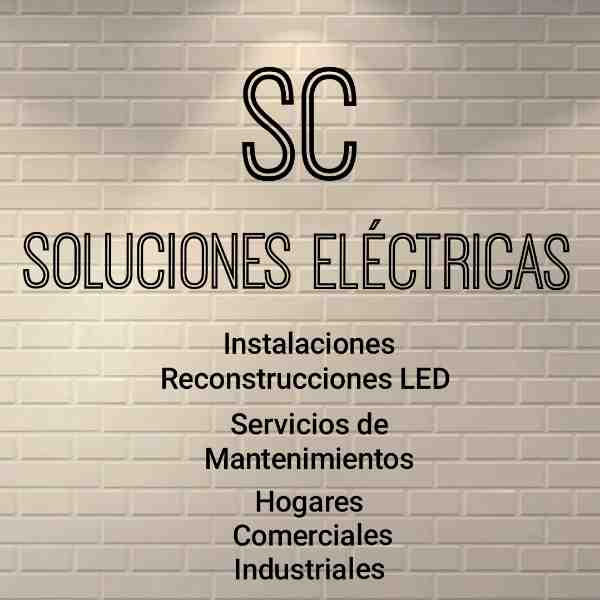 SC
SOLUCIONES ELÉCTRICAS
Instalaciones
Reconstrucciones LED
Servicios de
Mantenimientos
Hogares
Comerciales
Industriales